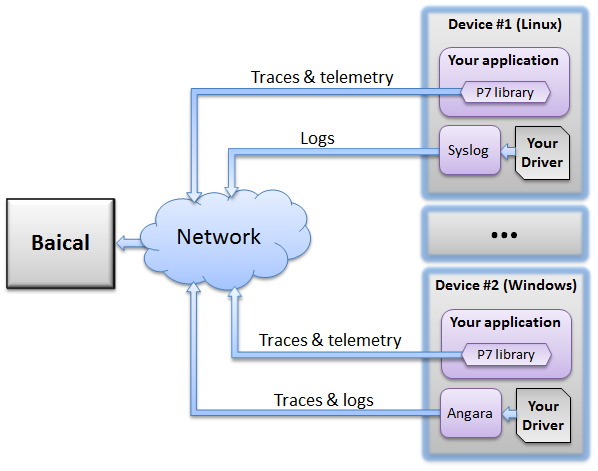 Device #1 (Linux)
Your application
Traces & telemetry
P7 library
Logs
Syslog
Your
Driver
Baical
Network
...
Device #2 (Windows)
Your application
Traces & telemetry
P7 library
Traces & logs
Angara
Your
Driver